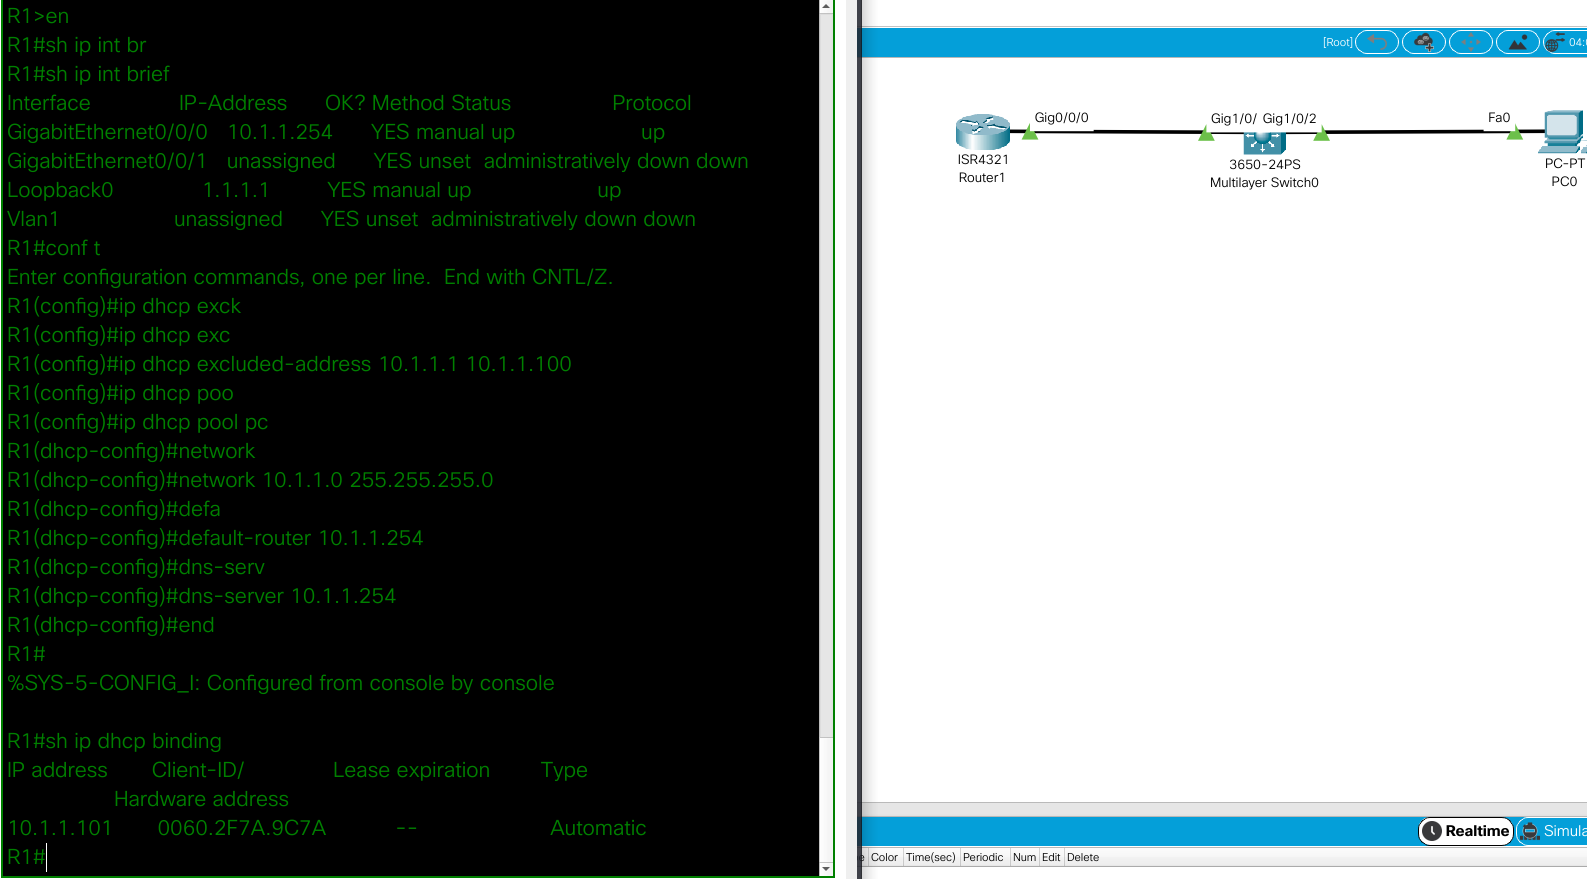 R1>en
R1#sh ip int br
R1#sh ip int brief
Interface IP-Address OK? Method Status Protocol
GigabitEthernet0/0/0 10.1.1.254 YES manual up up
GigabitEthernet0/0/1 unassigned YES unset administratively down down
Loopback0 1.1.1.1 YES manual up up
Vlan1 unassigned YES unset administratively down down
R1#conf t
Enter configuration commands, one per line. End with CNTL/Z.
R1(config)#ip dhcp exck
R1(config)#ip dhcp exc
R1(config)#ip dhcp excluded-address 10.1.1.1 10.1.1.100
R1(config)#ip dhcp poo
R1(config)#ip dhcp pool pc
R1(dhcp-config)#network
R1(dhcp-config)#network 10.1.1.0 255.255.255.0
R1(dhcp-config)#defa
R1(dhcp-config)#default-router 10.1.1.254
R1(dhcp-config)#dns-serv
R1(dhcp-config)#dns-server 10.1.1.254
R1(dhcp-config)#end
R1#
%SYS-5-CONFIG_I: Configured from console by console
R1#sh ip dhcp binding
IP address Client-ID/ Lease expiration Type
Hardware address
10.1.1.101 0060.2F7A.9C7A -- Automatic
R1#
[Root]
Gig0/0/0 Gig1/0/ Gig1/0/2 Fa0
ISR4321
Router1
3650-24PS
Multilayer Switch0
PC-PT
PC0
Realtime
Color Time(sec) Periodic Num Edit Delete